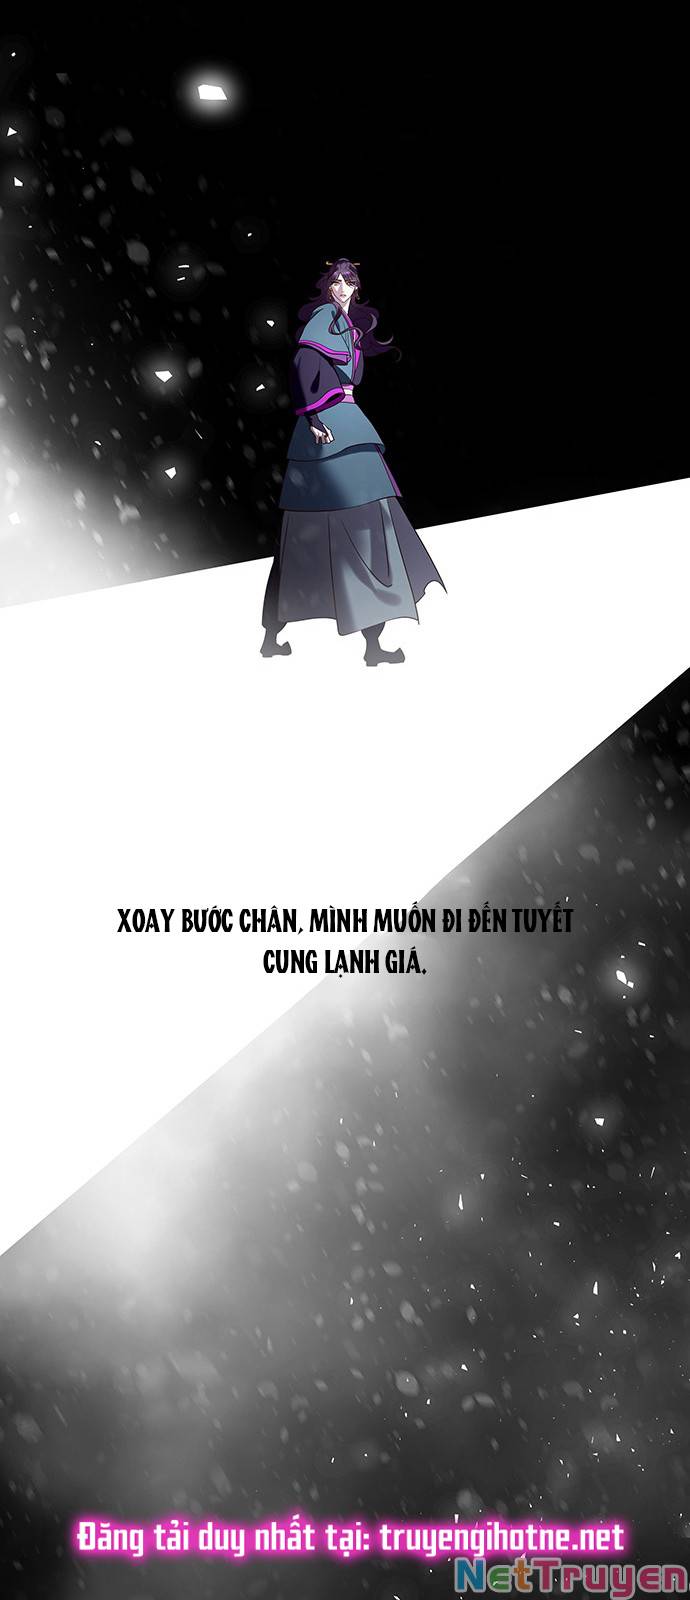 XOAY BƯỚC CHÂN, MÌNH MUỐN ĐI ĐẾN TUYẾT
CUNG LẠNH GIÁ.
Đăng tải duy nhất tại: truyengihotne.net
NetTruyen